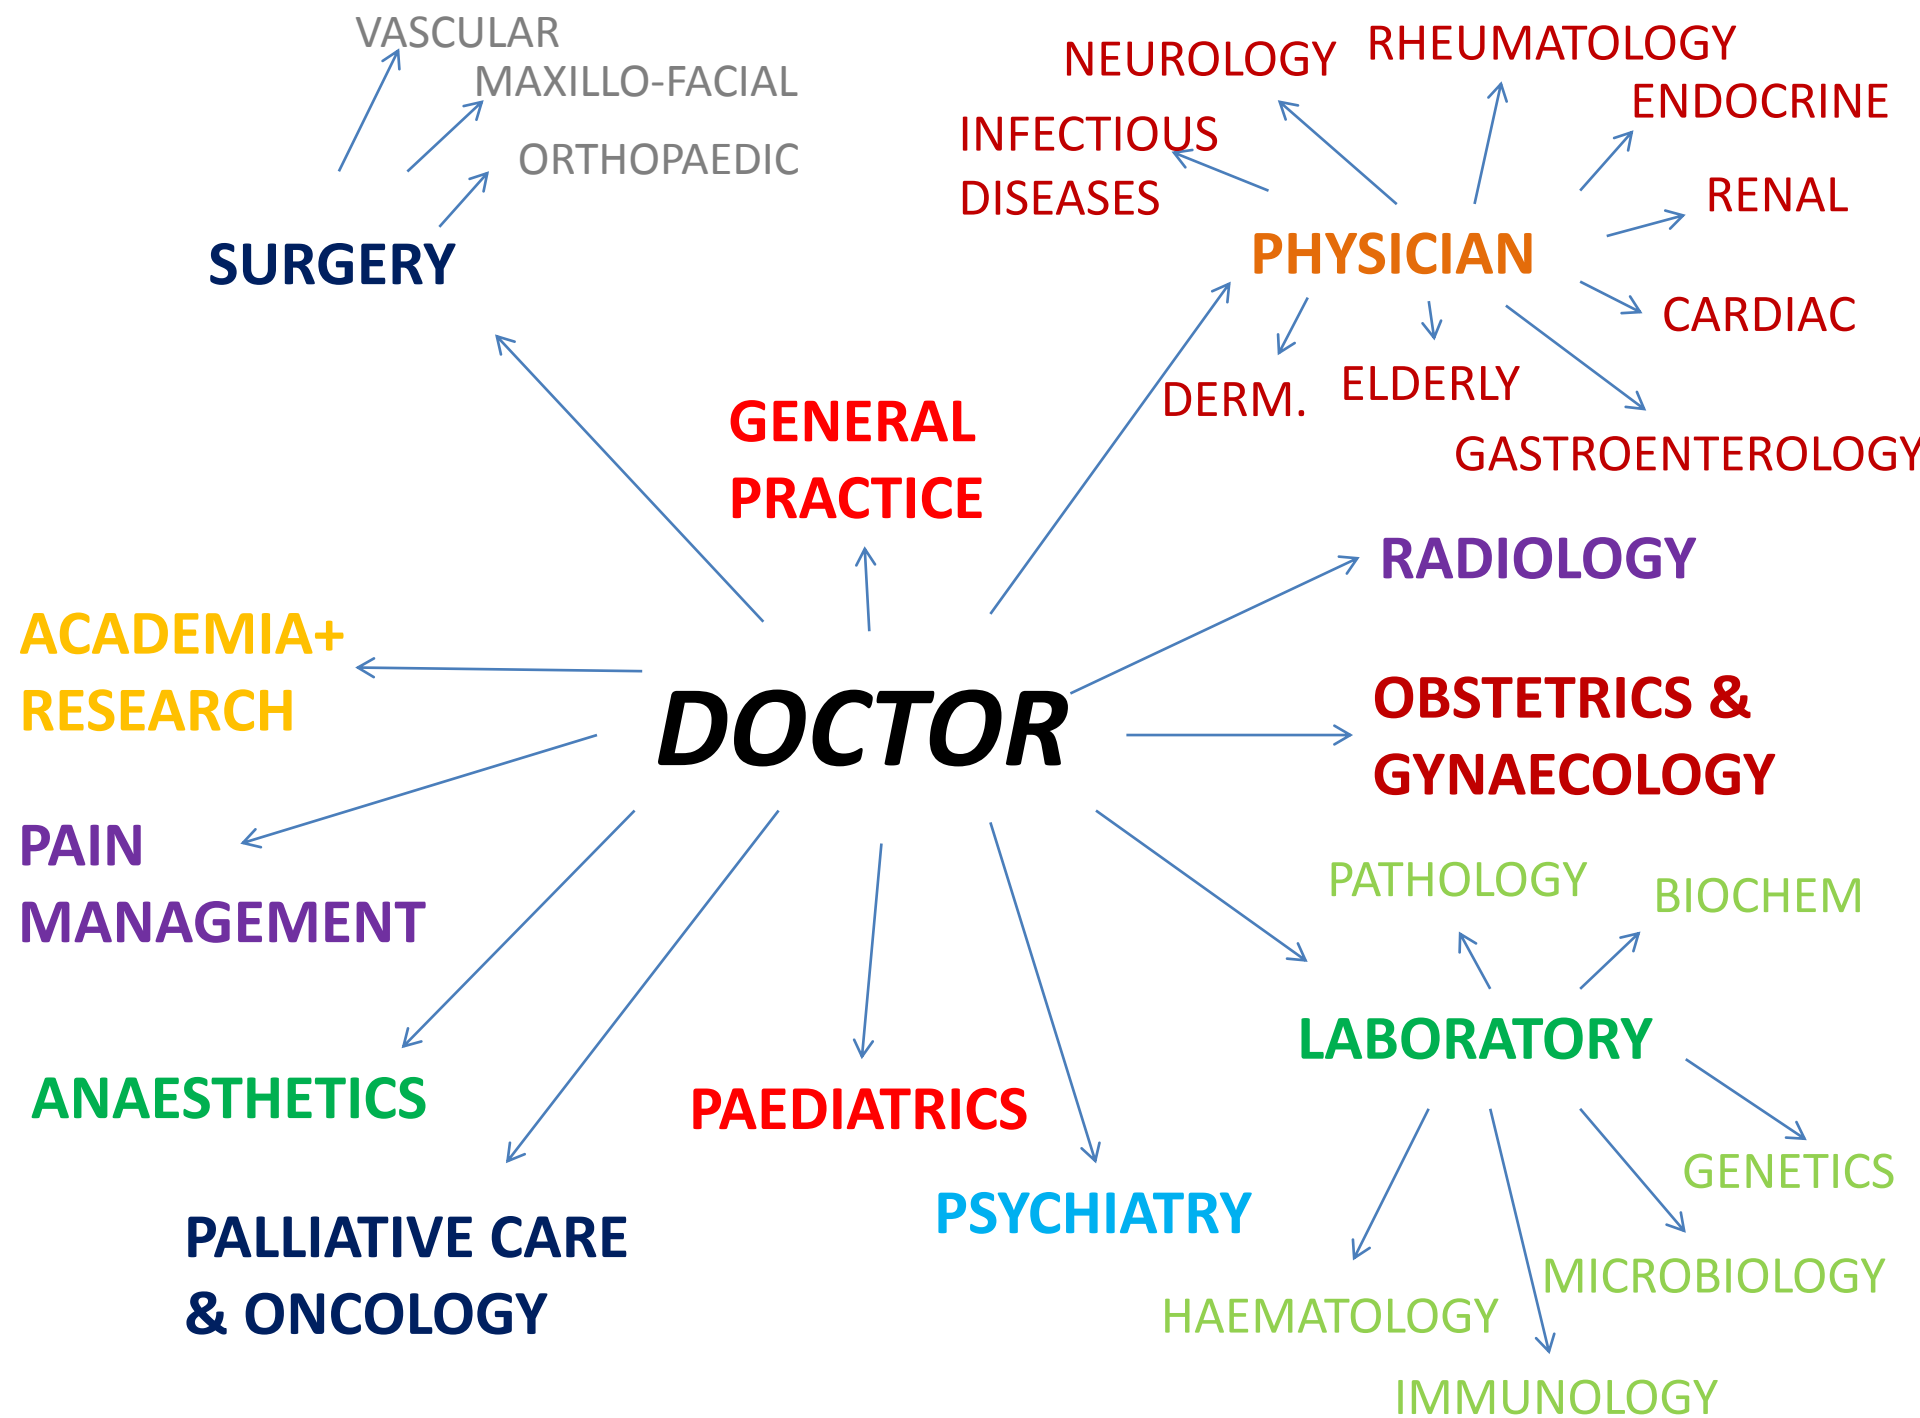 VASCULAR
MAXILLO-FACIAL
ORTHOPAEDIC
SURGERY
NEUROLOGY
RHEUMATOLOGY
ENDOCRINE
INFECTIOUS
DISEASES
RENAL
PHYSICIAN
CARDIAC
DERM.
ELDERLY
GASTROENTEROLOGY
GENERAL
PRACTICE
RADIOLOGY
ACADEMIA+
RESEARCH
DOCTOR
OBSTETRICS &
GYNAECOLOGY
PAIN
MANAGEMENT
PATHOLOGY
BIOCHEM
LABORATORY
ANAESTHETICS
PAEDIATRICS
GENETICS
PSYCHIATRY
PALLIATIVE CARE
& ONCOLOGY
MICROBIOLOGY
HAEMATOLOGY
IMMUNOLOGY